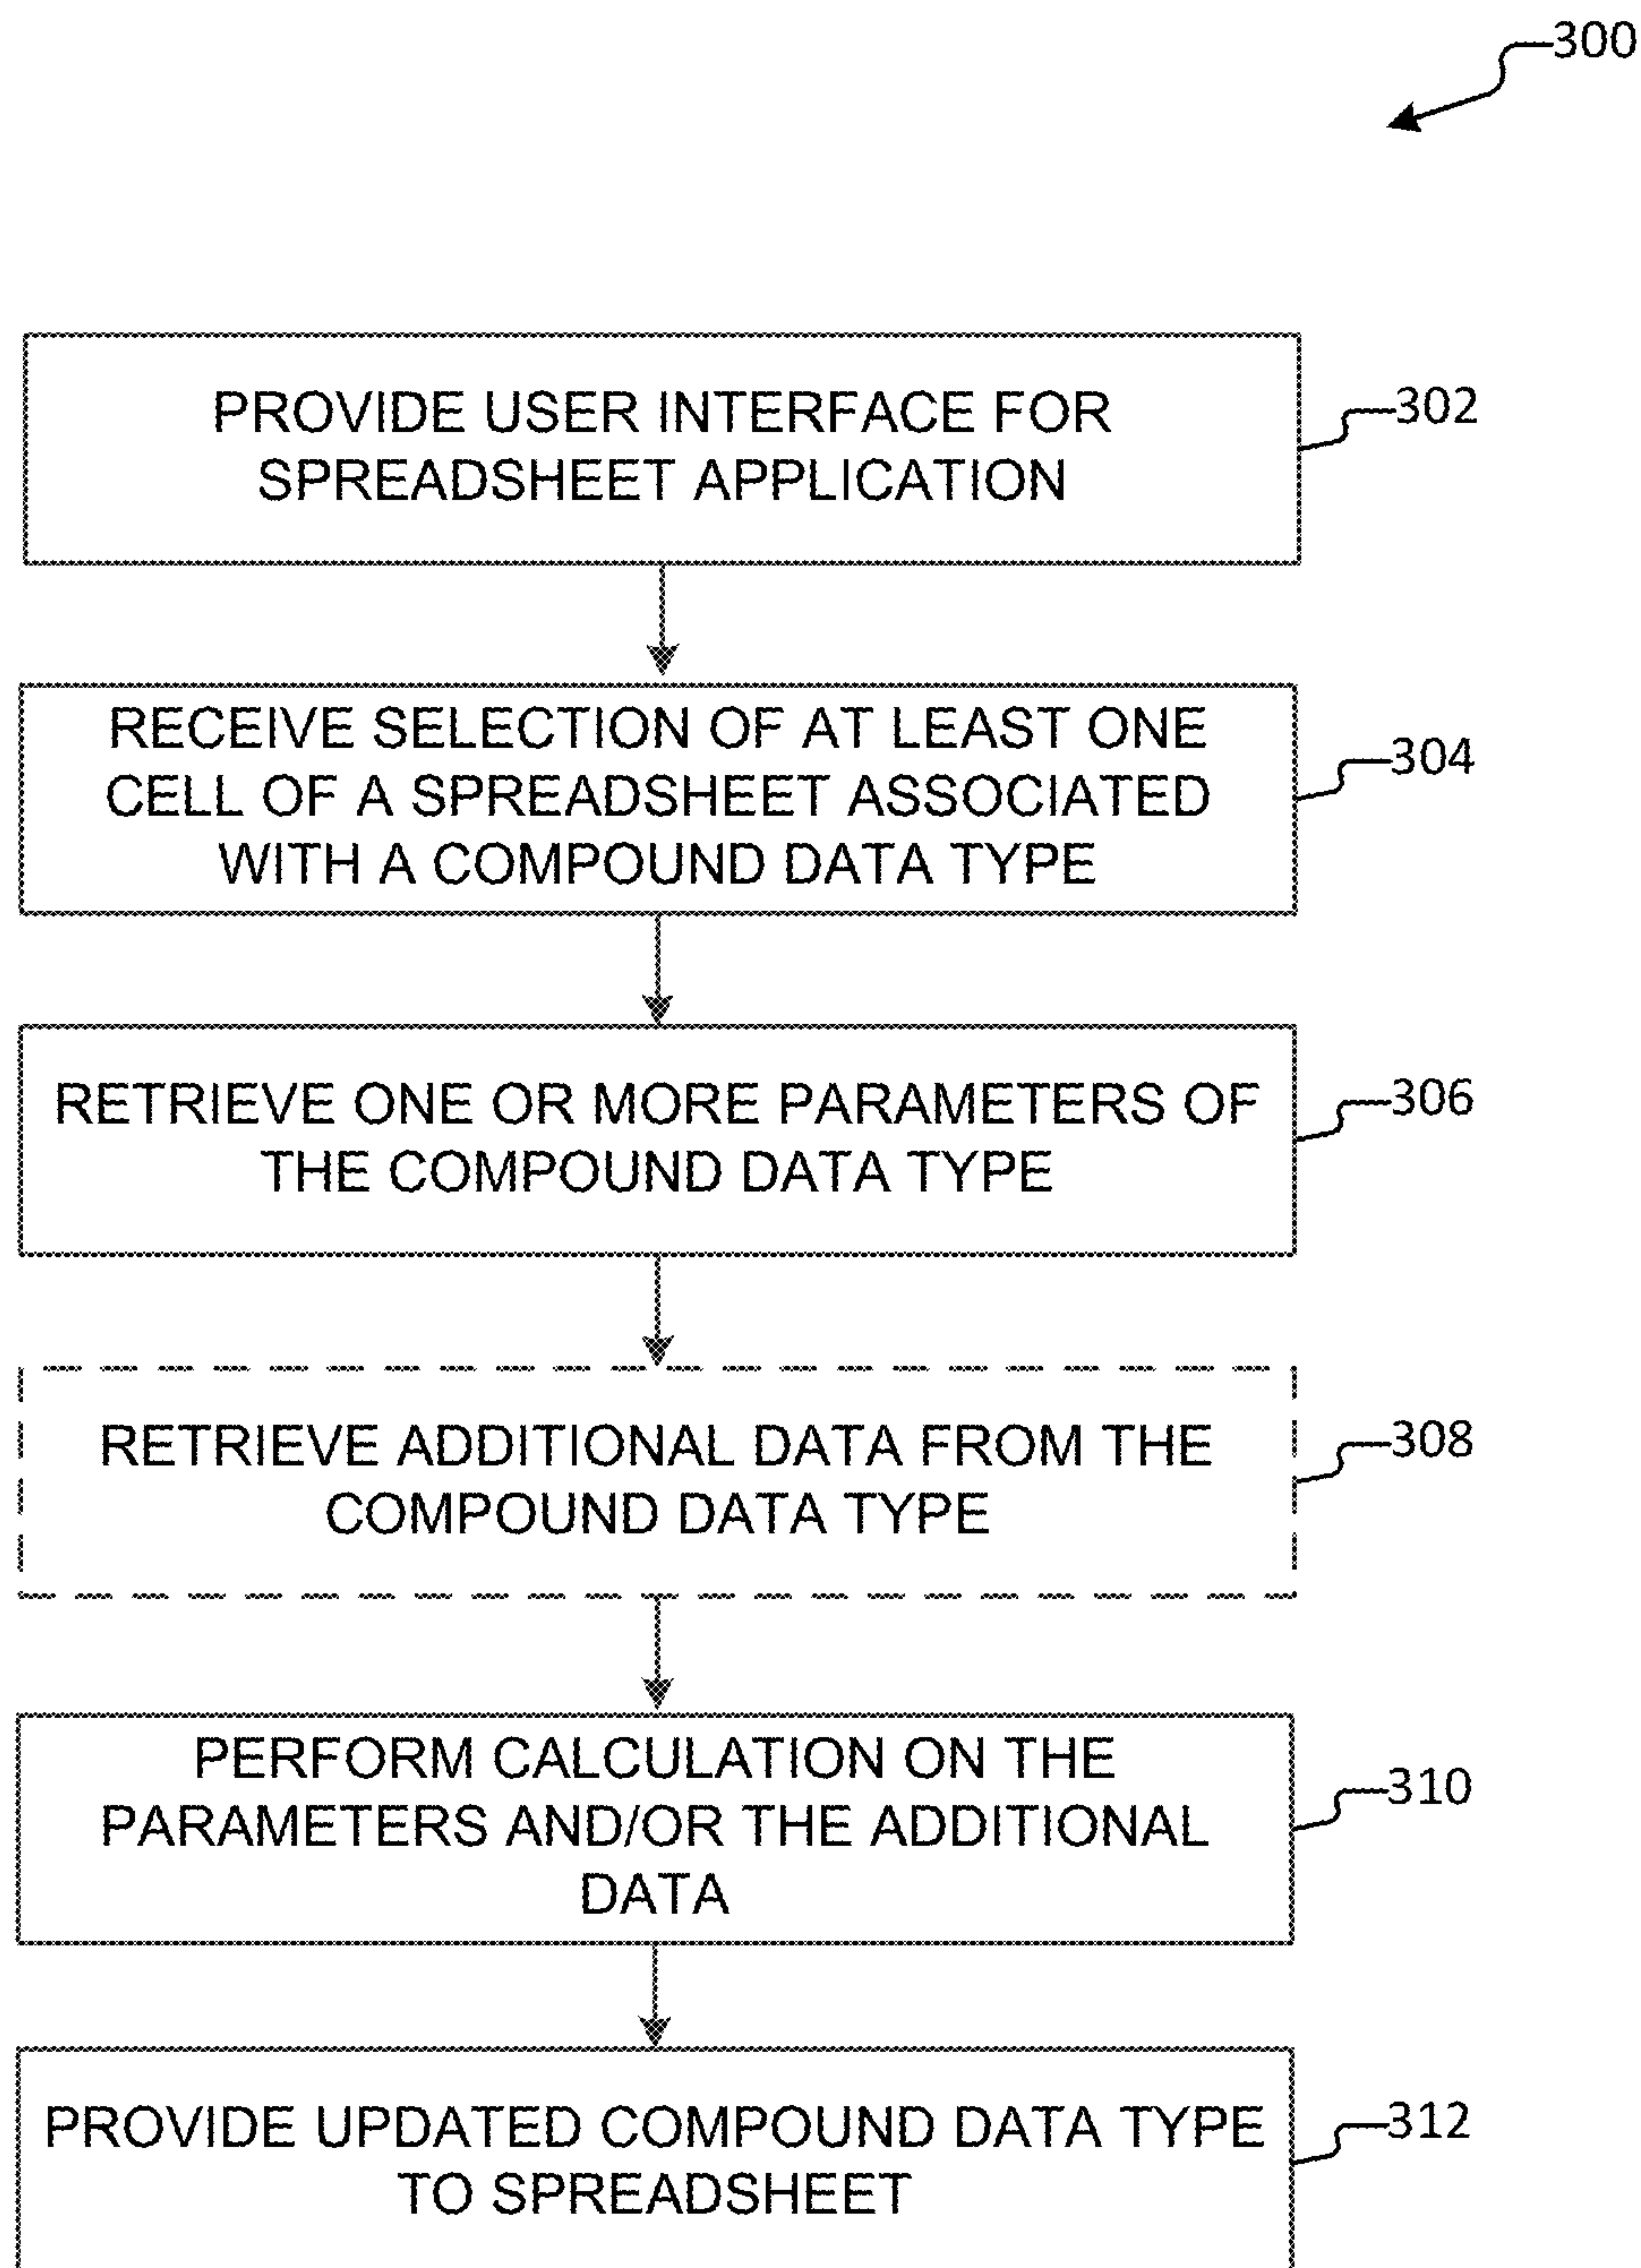 300
PROVIDE USER INTERFACE FOR
SPREADSHEET APPLICATION
302
RECEIVE SELECTION OF AT LEAST ONE
CELL OF A SPREADSHEET ASSOCIATED
WITH A COMPOUND DATA TYPE
304
RETRIEVE ONE OR MORE PARAMETERS OF
THE COMPOUND DATA TYPE
306
RETRIEVE ADDITIONAL DATA FROM THE
COMPOUND DATA TYPE
308
PERFORM CALCULATION ON THE
PARAMETERS AND/OR THE ADDITIONAL
DATA
310
PROVIDE UPDATED COMPOUND DATA TYPE
TO SPREADSHEET
312